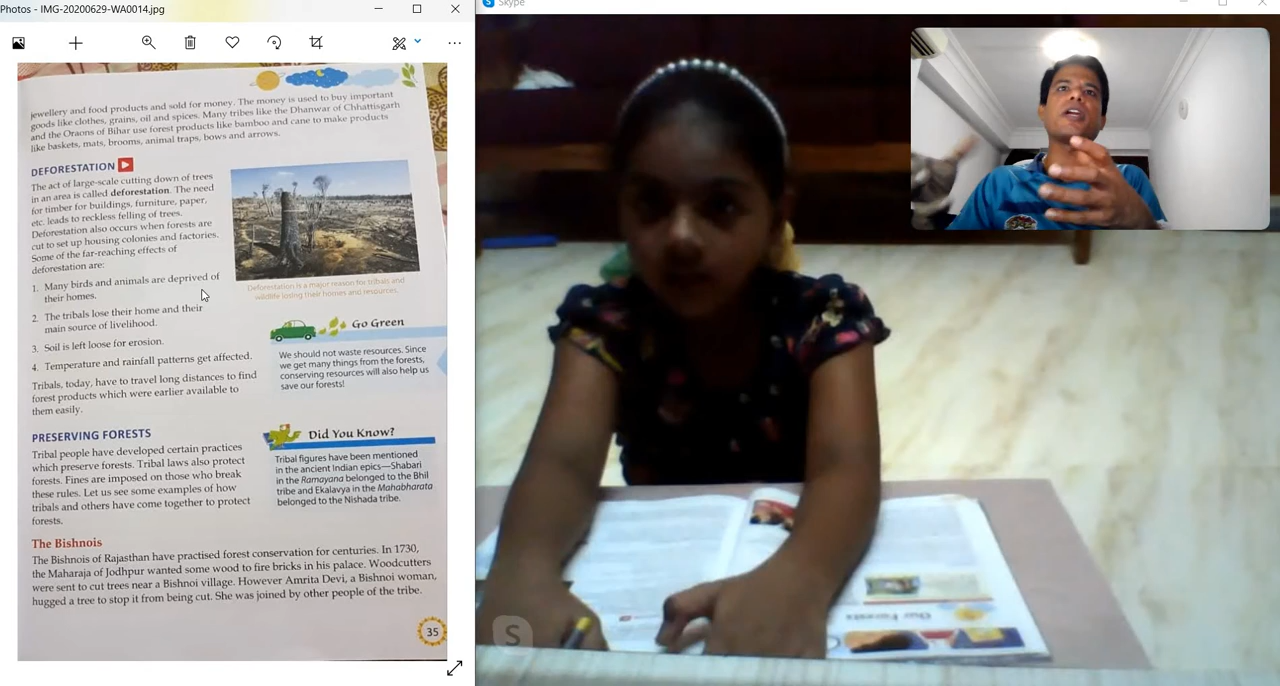 Photos - IMG-20200629-WA0014.jpg
Skype
jewellery and food products and sold for money. The money is used to buy important
goods like clothes, grains, oil and spices. Many tribes like the Dhanwar of Chhattisgarh
and the Oraons of Bihar use forest products like bamboo and cane to make products
like baskets, mats, brooms, animal traps, bows and arrows.
DEFORESTATION
The act of large-scale cutting down of trees
in an area is called deforestation. The need
for timber for buildings, furniture, paper,
etc. leads to reckless felling of trees.
Deforestation also occurs when forests are
cut to set up housing colonies and factories.
Some of the far-reaching effects of
deforestation are:
1. Many birds and animals are deprived of
their homes.
2. The tribals lose their home and their
main source of livelihood.
3. Soil is left loose for erosion.
4. Temperature and rainfall patterns get affected.
Tribals, today, have to travel long distances to find
forest products which were earlier available to
them easily.
Deforestation is a major reason for tribals and
wildlife losing their homes and resources.
Go Green
We should not waste resources. Since
we get many things from the forests,
conserving resources will also help us
save our forests!
PRESERVING FORESTS
Tribal people have developed certain practices
which preserve forests. Tribal laws also protect
forests. Fines are imposed on those who break
these rules. Let us see some examples of how
tribals and others have come together to protect
forests.
Did You Know?
Tribal figures have been mentioned
in the ancient Indian epics—Shabari
in the Ramayana belonged to the Bhil
tribe and Ekalavya in the Mahabharata
belonged to the Nishada tribe.
The Bishnois
The Bishnois of Rajasthan have practised forest conservation for centuries. In 1730,
the Maharaja of Jodhpur wanted some wood to fire bricks in his palace. Woodcutters
were sent to cut trees near a Bishnoi village. However Amrita Devi, a Bishnoi woman,
hugged a tree to stop it from being cut. She was joined by other people of the tribe.
35
S
Our Forests